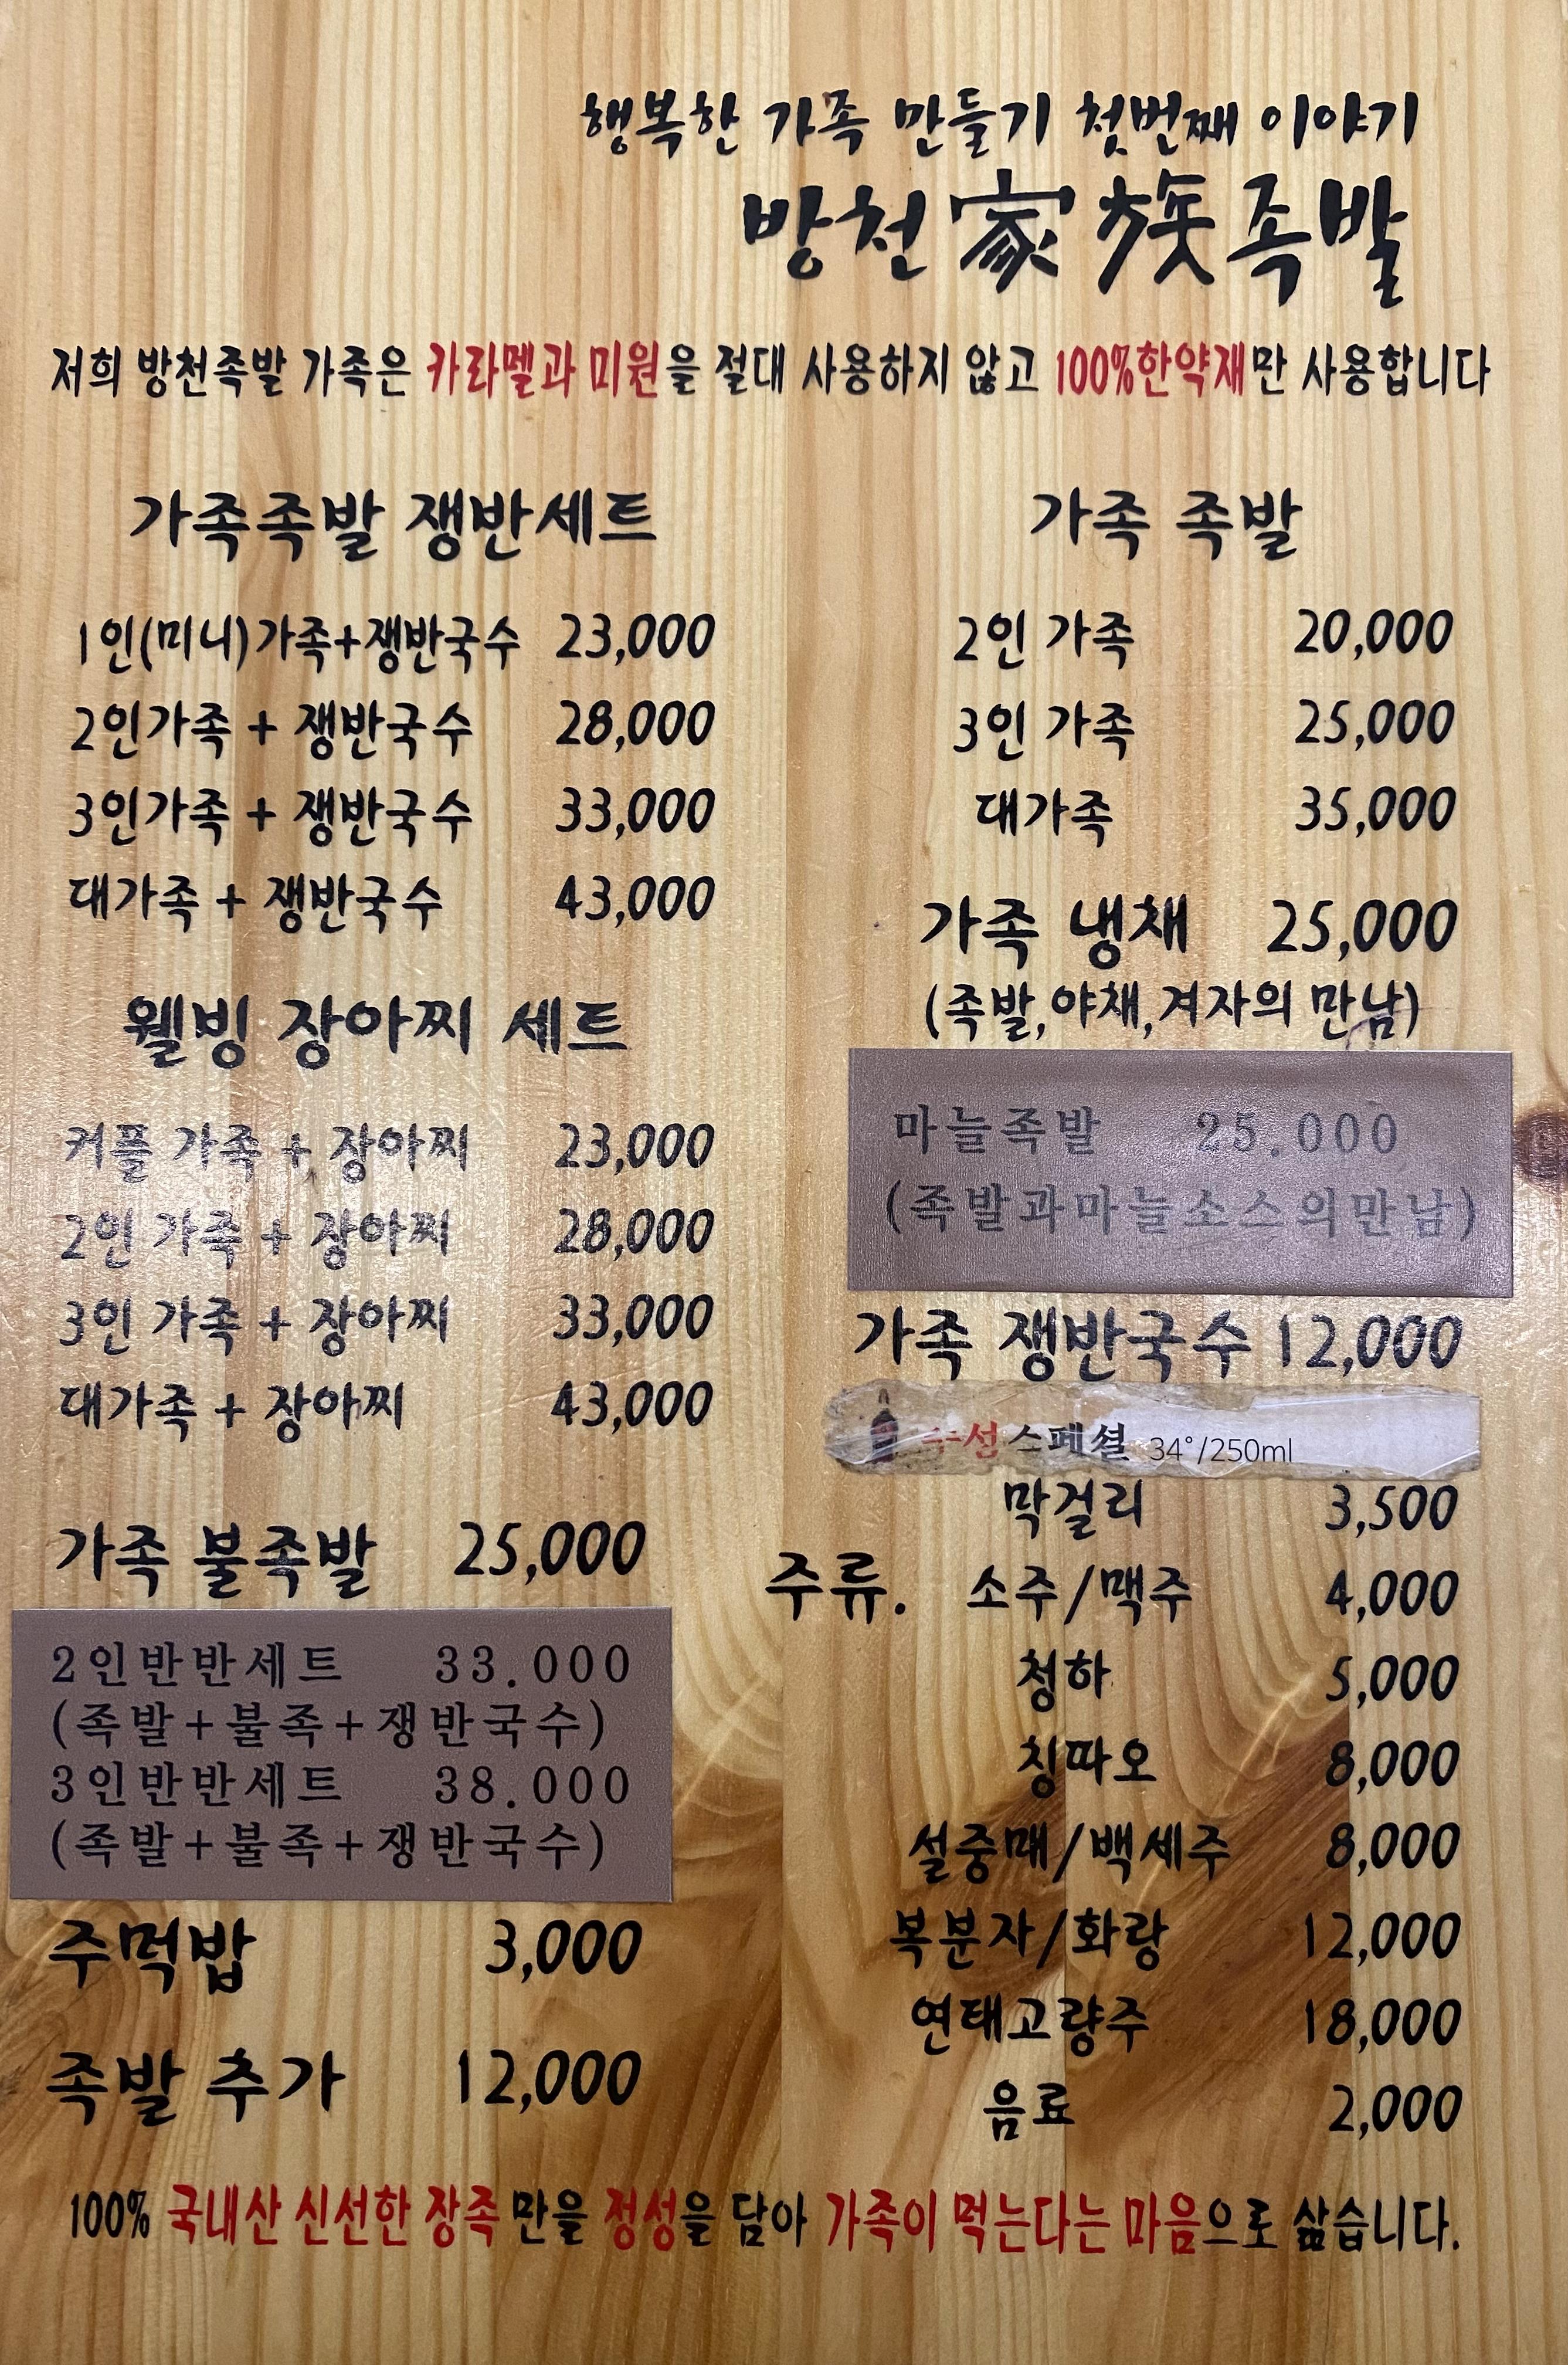 행복한 가족 만들기 첫번째 이야기
방천家族족발
저희 방천족발 가족은 카라멜과 미원을 절대 사용하지 않고 100%한약재만 사용합니다
가족족발 쟁반세트
1인(미니)가족+쟁반국수 23,000
2인가족 + 쟁반국수 28,000
3인가족 + 쟁반국수 33,000
대가족 + 쟁반국수 43,000
웰빙 장아찌 세트
커플 가족 + 장아찌 23,000
2인 가족 + 장아찌 28,000
3인 가족 + 장아찌 33,000
대가족 + 장아찌 43,000
가족 불족발 25,000
2인반반세트 33.000
(족발+불족+쟁반국수)
3인반반세트 38.000
(족발+불족+쟁반국수)
주먹밥 3,000
족발 추가 12,000
가족 족발
2인 가족 20,000
3인 가족 25,000
대가족 35,000
가족 냉채 25,000
(족발,야채,겨자의 만남)
마늘족발 25.000
(족발과마늘소스의만남)
가족 쟁반국수 12,000
스페셜 34°/250ml
막걸리 3,500
주류. 소주/맥주 4,000
청하 5,000
칭따오 8,000
설중매/백세주 8,000
복분자/화랑 12,000
연태고량주 18,000
음료 2,000
100% 국내산 신선한 장족만을 정성을 담아 가족이 먹는다는 마음으로 삶습니다.